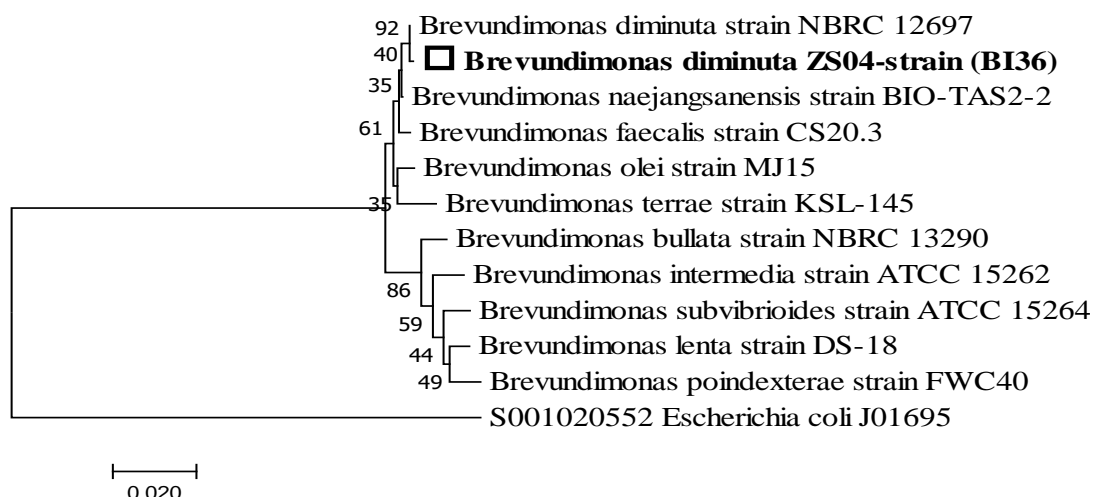 92 Brevundimonas diminuta strain NBRC 12697
40 Brevundimonas diminuta ZS04-strain (BI36)
35 Brevundimonas naejangsanensis strain BIO-TAS2-2
61 Brevundimonas faecalis strain CS20.3
Brevundimonas olei strain MJ15
35 Brevundimonas terrae strain KSL-145
Brevundimonas bullata strain NBRC 13290
86 Brevundimonas intermedia strain ATCC 15262
59 Brevundimonas subvibrioides strain ATCC 15264
44 Brevundimonas lenta strain DS-18
49 Brevundimonas poindexterae strain FWC40
S001020552 Escherichia coli J01695
0.020